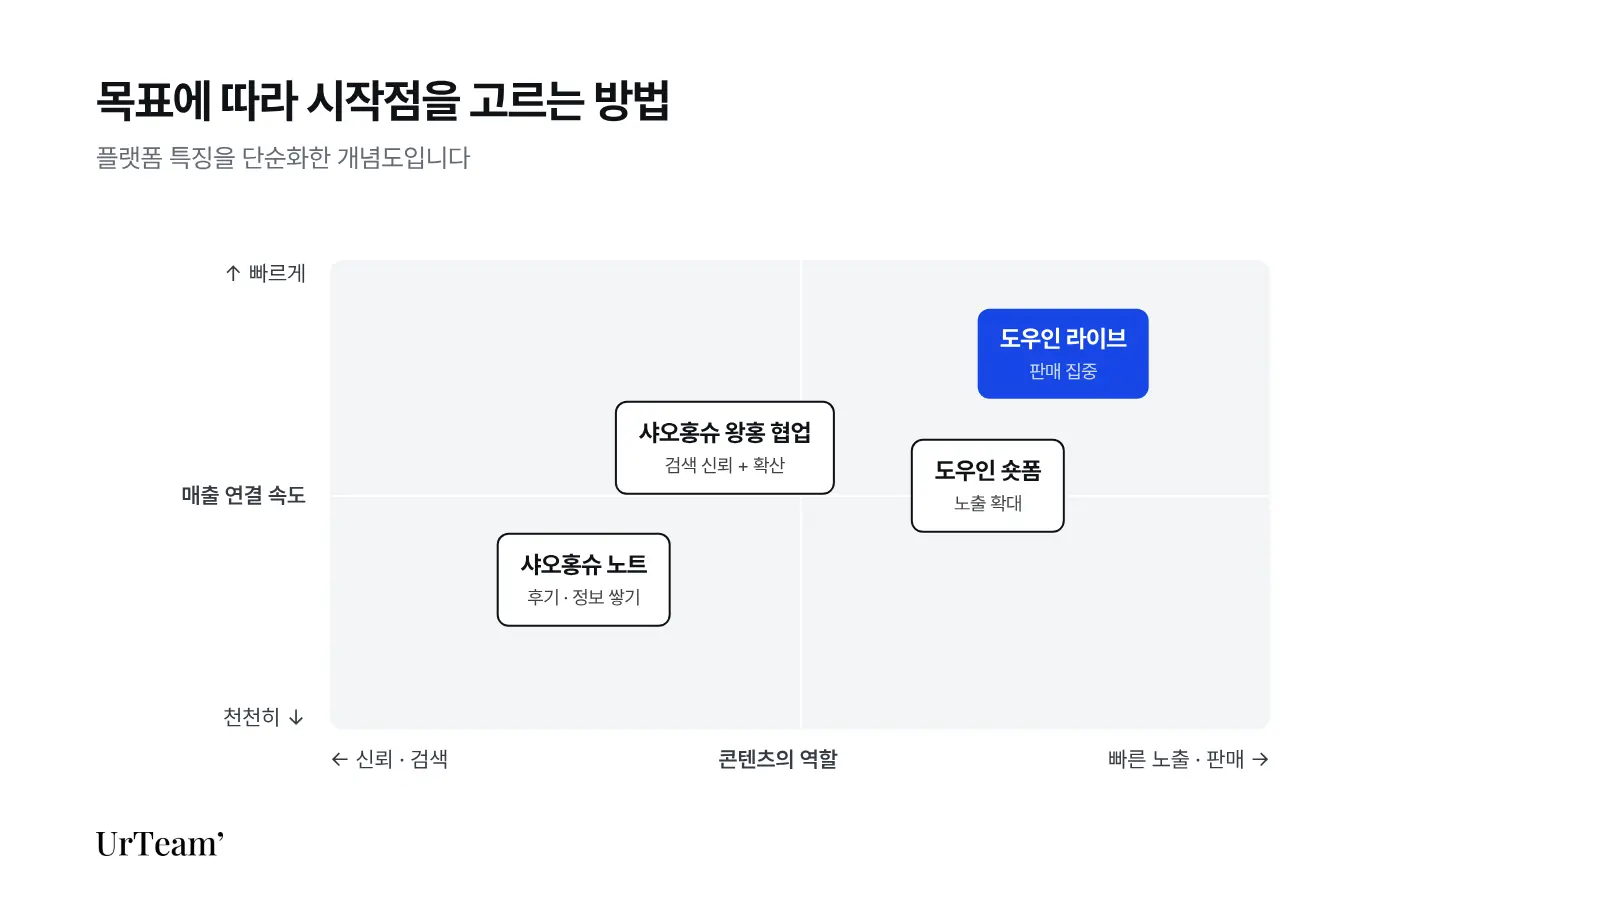 목표에 따라 시작점을 고르는 방법
플랫폼 특징을 단순화한 개념도입니다
↑ 빠르게
도우인 라이브
판매 집중
샤오홍슈 왕홍 협업
검색 신뢰 + 확산
도우인 숏폼
노출 확대
매출 연결 속도
샤오홍슈 노트
후기 · 정보 쌓기
천천히 ↓
← 신뢰 · 검색
콘텐츠의 역할
빠른 노출 · 판매 →
UrTeam’